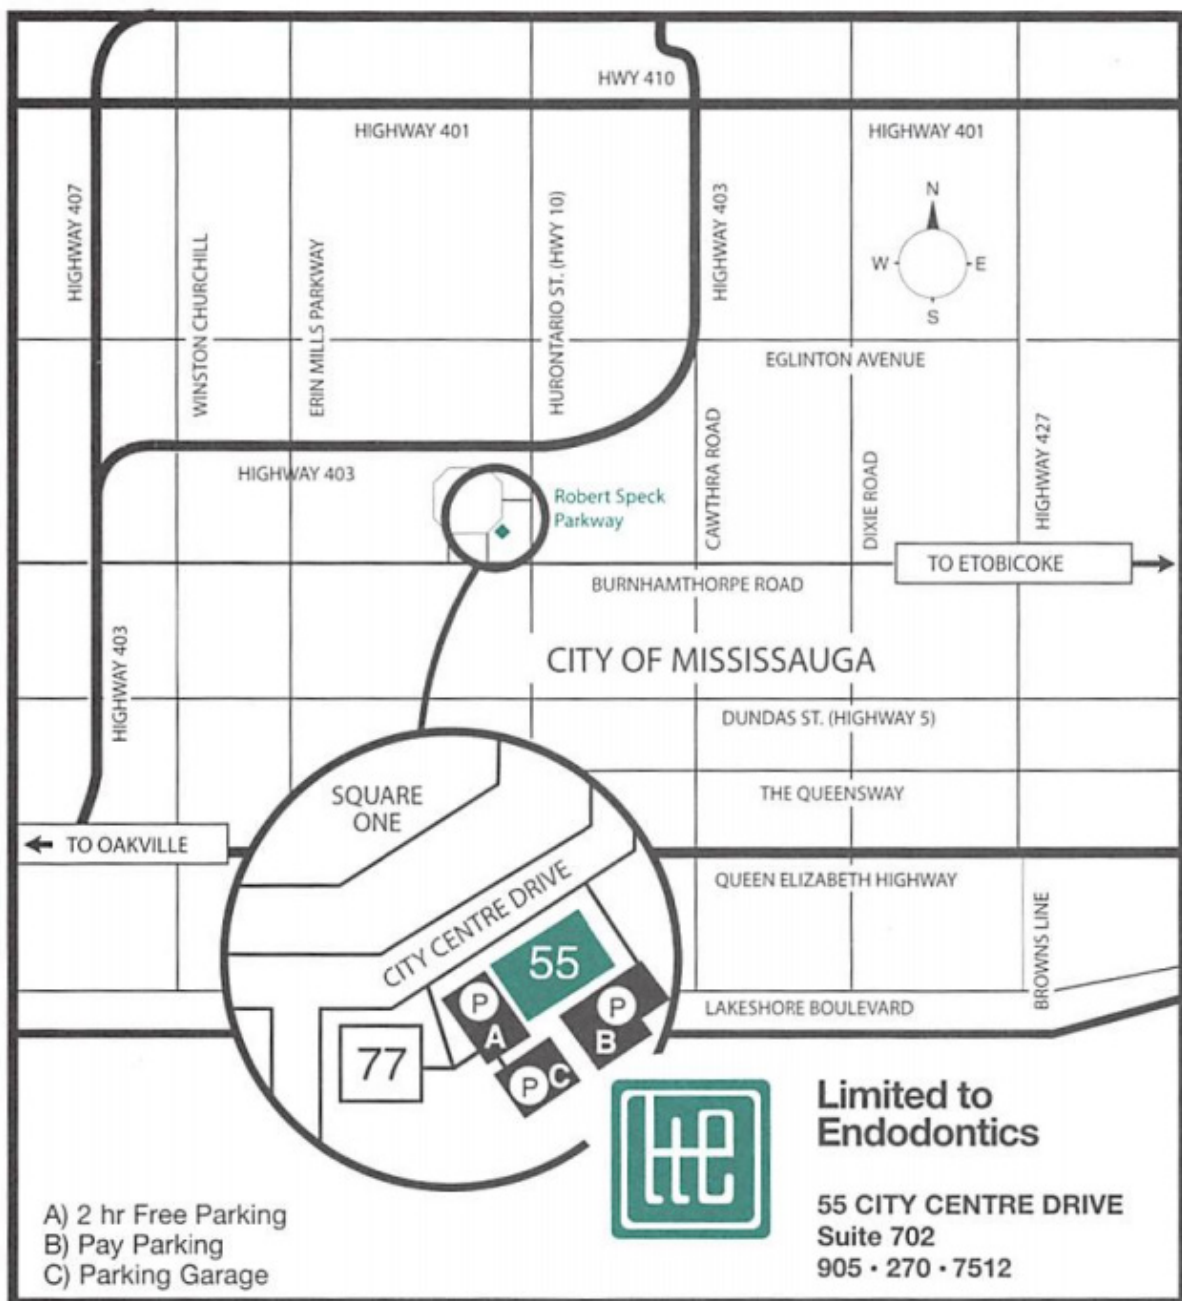 HWY 410
HIGHWAY 401
HIGHWAY 401
HIGHWAY 407
WINSTON CHURCHILL
ERIN MILLS PARKWAY
HURONTARIO ST. (HWY 10)
HIGHWAY 403
N
W
E
S
EGLINTON AVENUE
HIGHWAY 403
Robert Speck
Parkway
CAWTHRA ROAD
DIXIE ROAD
HIGHWAY 427
TO ETOBICOKE
BURNHAMTHORPE ROAD
HIGHWAY 403
CITY OF MISSISSAUGA
DUNDAS ST. (HIGHWAY 5)
THE QUEENSWAY
SQUARE
ONE
TO OAKVILLE
QUEEN ELIZABETH HIGHWAY
CITY CENTRE DRIVE
55
BROWNS LINE
LAKESHORE BOULEVARD
P
A
P
B
77
P
C
lte
Limited to
Endodontics
55 CITY CENTRE DRIVE
Suite 702
905 • 270 • 7512
A) 2 hr Free Parking
B) Pay Parking
C) Parking Garage